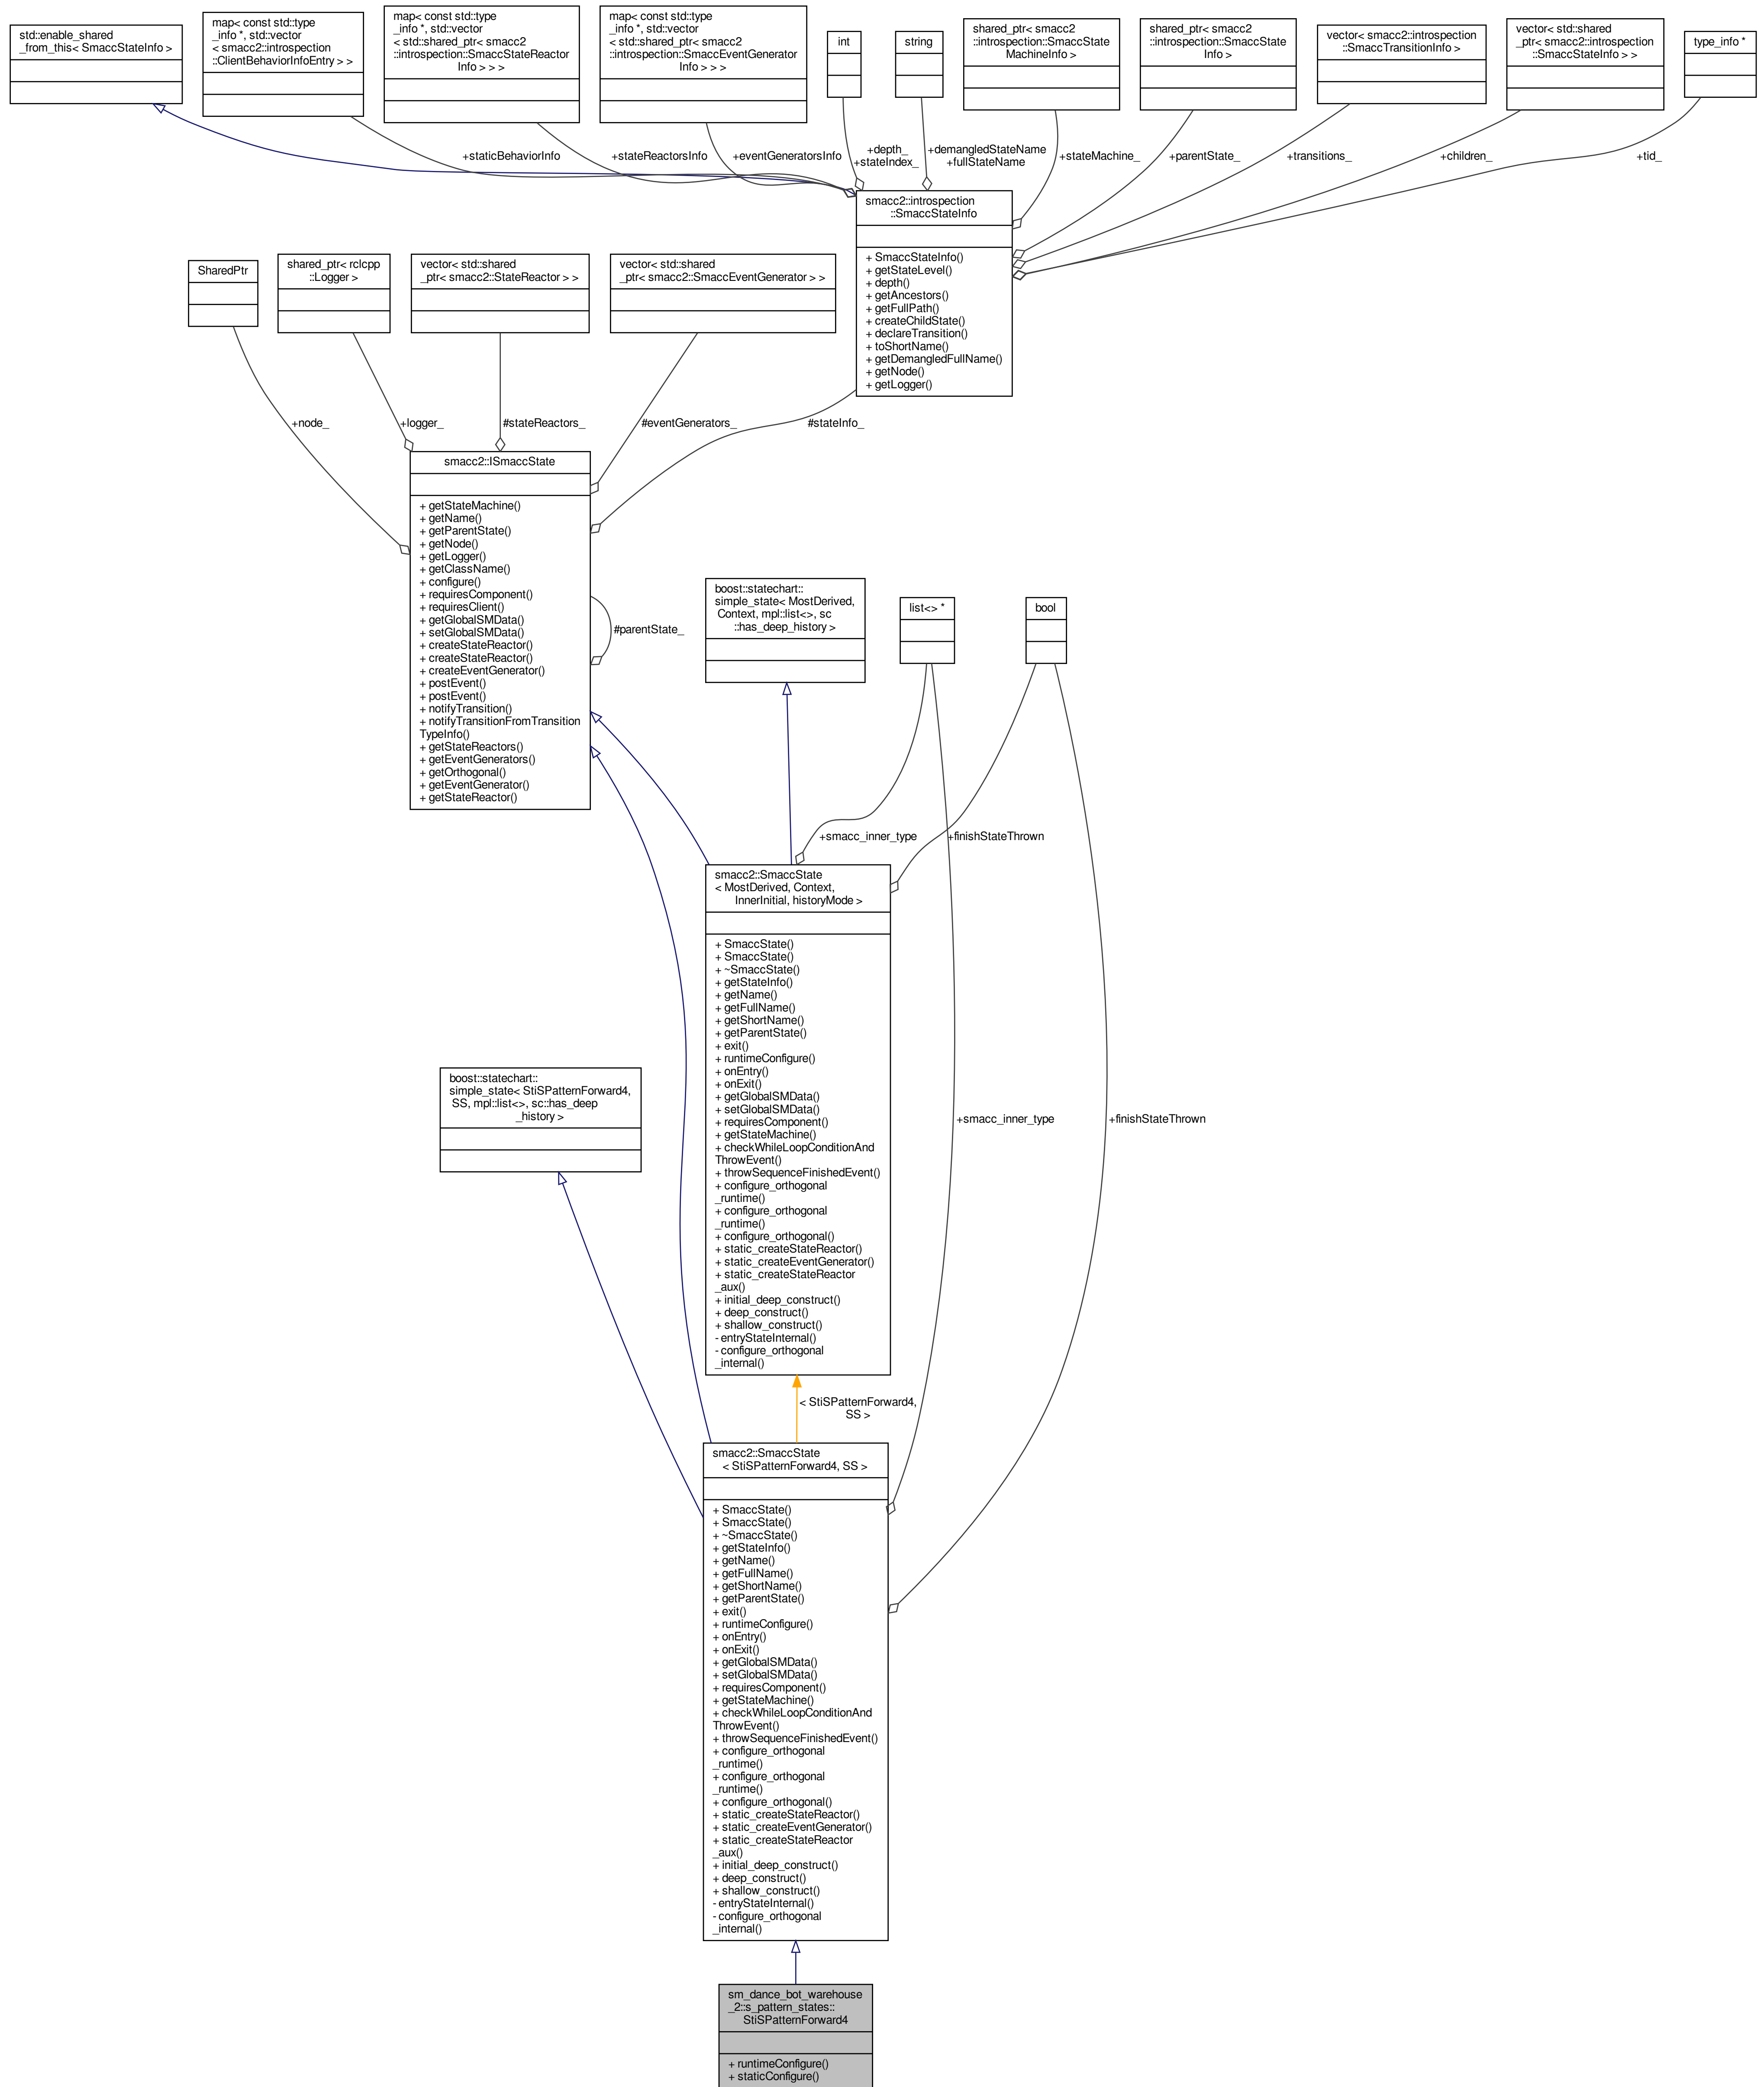 std::enable_shared
_from_this< SmaccStateInfo >
map< const std::type
_info *, std::vector
< smacc2::introspection
::ClientBehaviorInfoEntry > >
map< const std::type
_info *, std::vector
< std::shared_ptr< smacc2
::introspection::SmaccStateReactor
Info > > >
map< const std::type
_info *, std::vector
< std::shared_ptr< smacc2
::introspection::SmaccEventGenerator
Info > > >
int
string
shared_ptr< smacc2
::introspection::SmaccState
MachineInfo >
shared_ptr< smacc2
::introspection::SmaccState
Info >
vector< smacc2::introspection
::SmaccTransitionInfo >
vector< std::shared
_ptr< smacc2::introspection
::SmaccStateInfo > >
type_info *
+staticBehaviorInfo
+stateReactorsInfo
+eventGeneratorsInfo
+depth_
+stateIndex_
+demangledStateName
+fullStateName
+stateMachine_
+parentState_
+transitions_
+children_
+tid_
smacc2::introspection
::SmaccStateInfo
+ SmaccStateInfo()
+ getStateLevel()
+ depth()
+ getAncestors()
+ getFullPath()
+ createChildState()
+ declareTransition()
+ toShortName()
+ getDemangledFullName()
+ getNode()
+ getLogger()
SharedPtr
shared_ptr< rclcpp
::Logger >
vector< std::shared
_ptr< smacc2::StateReactor > >
vector< std::shared
_ptr< smacc2::SmaccEventGenerator > >
+node_
+logger_
#stateReactors_
#eventGenerators_
#stateInfo_
smacc2::ISmaccState
+ getStateMachine()
+ getName()
+ getParentState()
+ getNode()
+ getLogger()
+ getClassName()
+ configure()
+ requiresComponent()
+ requiresClient()
+ getGlobalSMData()
+ setGlobalSMData()
+ createStateReactor()
+ createStateReactor()
+ createEventGenerator()
+ postEvent()
+ postEvent()
+ notifyTransition()
+ notifyTransitionFromTransition
TypeInfo()
+ getStateReactors()
+ getEventGenerators()
+ getOrthogonal()
+ getEventGenerator()
+ getStateReactor()
#parentState_
boost::statechart::
simple_state< MostDerived,
Context, mpl::list<>, sc
::has_deep_history >
list<> *
bool
+smacc_inner_type
+finishStateThrown
smacc2::SmaccState
< MostDerived, Context,
InnerInitial, historyMode >
+ SmaccState()
+ SmaccState()
+ ~SmaccState()
+ getStateInfo()
+ getName()
+ getFullName()
+ getShortName()
+ getParentState()
+ exit()
+ runtimeConfigure()
+ onEntry()
+ onExit()
+ getGlobalSMData()
+ setGlobalSMData()
+ requiresComponent()
+ getStateMachine()
+ checkWhileLoopConditionAnd
ThrowEvent()
+ throwSequenceFinishedEvent()
+ configure_orthogonal
_runtime()
+ configure_orthogonal
_runtime()
+ configure_orthogonal()
+ static_createStateReactor()
+ static_createEventGenerator()
+ static_createStateReactor
_aux()
+ initial_deep_construct()
+ deep_construct()
+ shallow_construct()
- entryStateInternal()
- configure_orthogonal
_internal()
boost::statechart::
simple_state< StiSPatternForward4,
SS, mpl::list<>, sc::has_deep
_history >
+smacc_inner_type
+finishStateThrown
< StiSPatternForward4,
SS >
smacc2::SmaccState
< StiSPatternForward4, SS >
+ SmaccState()
+ SmaccState()
+ ~SmaccState()
+ getStateInfo()
+ getName()
+ getFullName()
+ getShortName()
+ getParentState()
+ exit()
+ runtimeConfigure()
+ onEntry()
+ onExit()
+ getGlobalSMData()
+ setGlobalSMData()
+ requiresComponent()
+ getStateMachine()
+ checkWhileLoopConditionAnd
ThrowEvent()
+ throwSequenceFinishedEvent()
+ configure_orthogonal
_runtime()
+ configure_orthogonal
_runtime()
+ configure_orthogonal()
+ static_createStateReactor()
+ static_createEventGenerator()
+ static_createStateReactor
_aux()
+ initial_deep_construct()
+ deep_construct()
+ shallow_construct()
- entryStateInternal()
- configure_orthogonal
_internal()
sm_dance_bot_warehouse
_2::s_pattern_states::
StiSPatternForward4
+ runtimeConfigure()
+ staticConfigure()